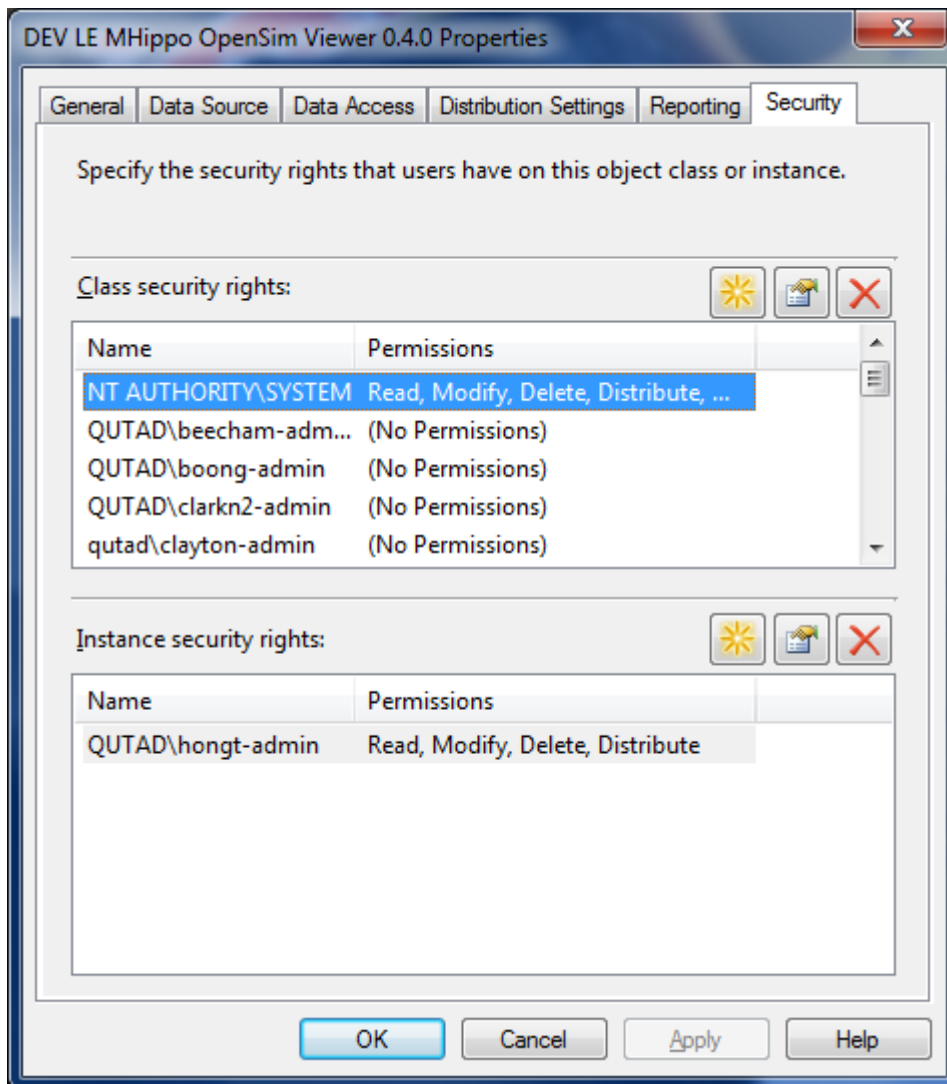 DEV LE MHippo OpenSim Viewer 0.4.0 Properties
General Data Source Data Access Distribution Settings Reporting Security
Specify the security rights that users have on this object class or instance.
Class security rights:
Name Permissions
NT AUTHORITY\SYSTEM Read, Modify, Delete, Distribute, ...
QUTAD\beecham-adm... (No Permissions)
QUTAD\boong-admin (No Permissions)
QUTAD\clarkn2-admin (No Permissions)
qutad\clayton-admin (No Permissions)
Instance security rights:
Name Permissions
QUTAD\hongt-admin Read, Modify, Delete, Distribute
OK Cancel Apply Help